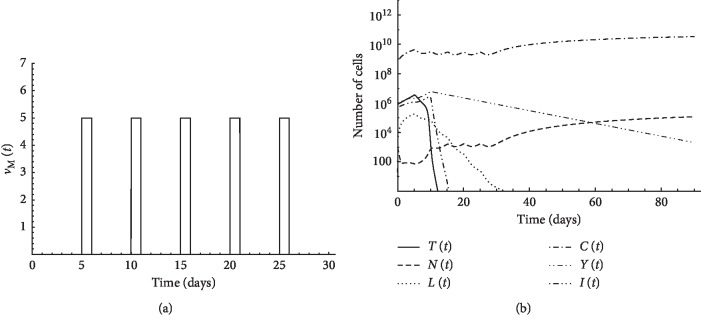 7
6
5
4
3
2
1
v_M (t)
0 5 10 15 20 25 30
Time (days)
(a)
10^12
10^10
10^8
10^6
10^4
100
Number of cells
0 20 40 60 80
Time (days)
T (t)
N (t)
L (t)
C (t)
Y (t)
I (t)
(b)